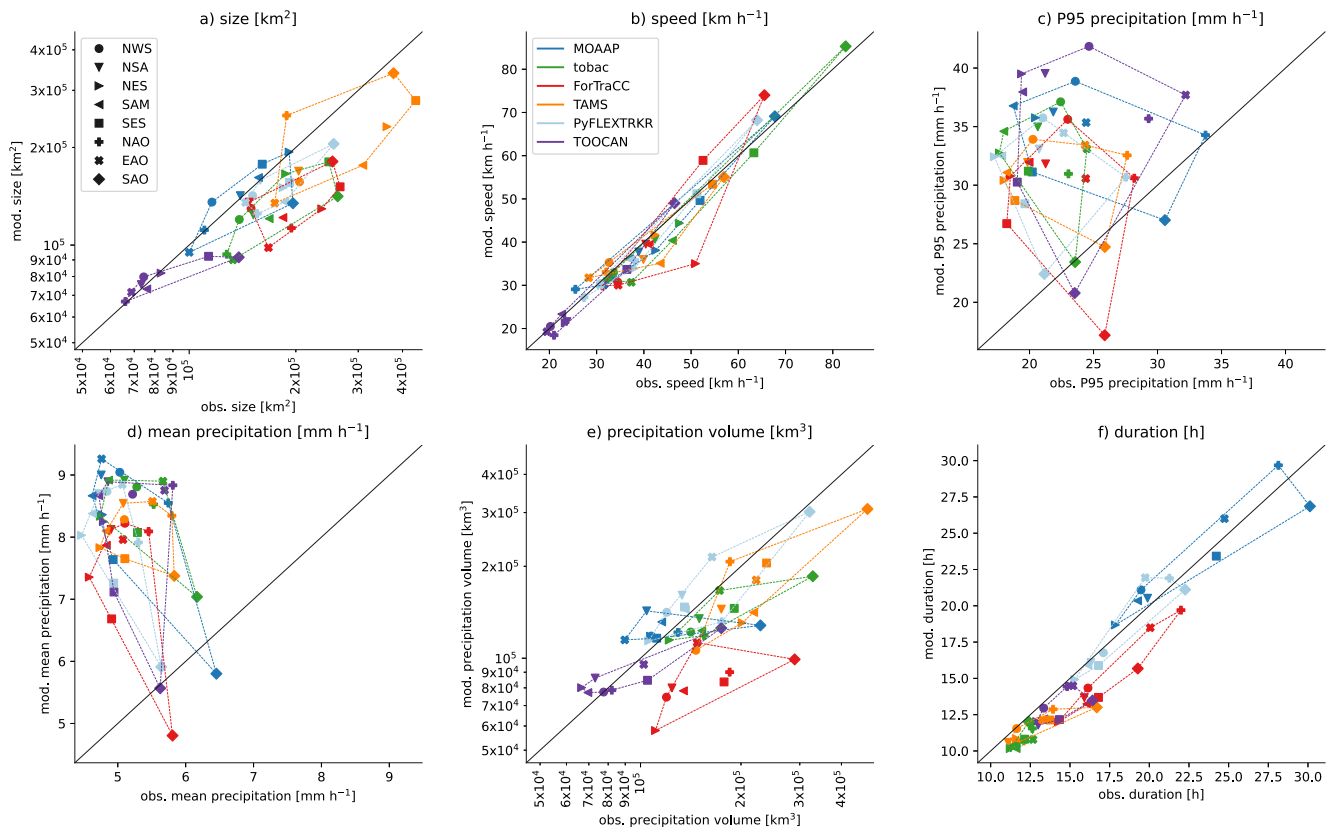 a) size [km²]
4x10⁵
3x10⁵
2x10⁵
10⁵
9x10⁴
8x10⁴
7x10⁴
6x10⁴
5x10⁴
mod. size [km²]
NWS
NSA
NES
SAM
SES
NAO
EAO
SAO
5x10⁴
6x10⁴
7x10⁴
8x10⁴
9x10⁴
10⁵
2x10⁵
3x10⁵
4x10⁵
obs. size [km²]
b) speed [km h⁻¹]
80
70
60
50
40
30
20
mod. speed [km h⁻¹]
MOAAP
tobac
ForTraCC
TAMS
PyFLEXTRKR
TOOCAN
20
30
40
50
60
70
80
obs. speed [km h⁻¹]
c) P95 precipitation [mm h⁻¹]
40
35
30
25
20
mod. P95 precipitation [mm h⁻¹]
20
25
30
35
40
obs. P95 precipitation [mm h⁻¹]
d) mean precipitation [mm h⁻¹]
9
8
7
6
5
mod. mean precipitation [mm h⁻¹]
5
6
7
8
9
obs. mean precipitation [mm h⁻¹]
e) precipitation volume [km³]
4x10⁵
3x10⁵
2x10⁵
10⁵
9x10⁴
8x10⁴
7x10⁴
6x10⁴
5x10⁴
mod. precipitation volume [km³]
5x10⁴
6x10⁴
7x10⁴
8x10⁴
9x10⁴
10⁵
2x10⁵
3x10⁵
4x10⁵
obs. precipitation volume [km³]
f) duration [h]
30.0
27.5
25.0
22.5
20.0
17.5
15.0
12.5
10.0
mod. duration [h]
10.0
12.5
15.0
17.5
20.0
22.5
25.0
27.5
30.0
obs. duration [h]